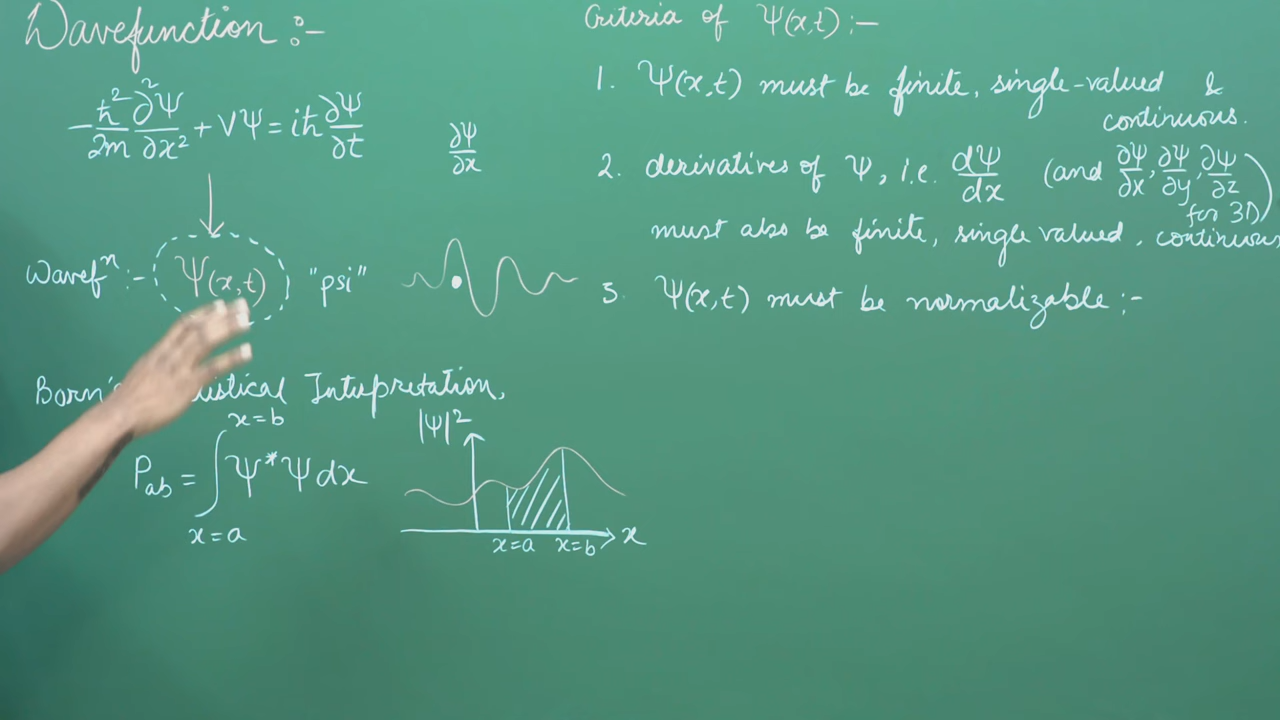 Wavefunction :-
-ħ²/2m ∂²Ψ/∂x² + VΨ = iħ ∂Ψ/∂t
∂Ψ/∂x
Wavefⁿ :- Ψ(x,t) "psi"
Born's Interpretation,
P_ab = ∫_{x=a}^{x=b} Ψ*Ψ dx
|Ψ|²
x=a x=b x
Criteria of Ψ(x,t) :-
1. Ψ(x,t) must be finite, single-valued &
continuous.
2. derivatives of Ψ, i.e. dΨ/dx (and ∂Ψ/∂x, ∂Ψ/∂y, ∂Ψ/∂z
for 3D)
must also be finite, single valued, continuous
3. Ψ(x,t) must be normalizable :-